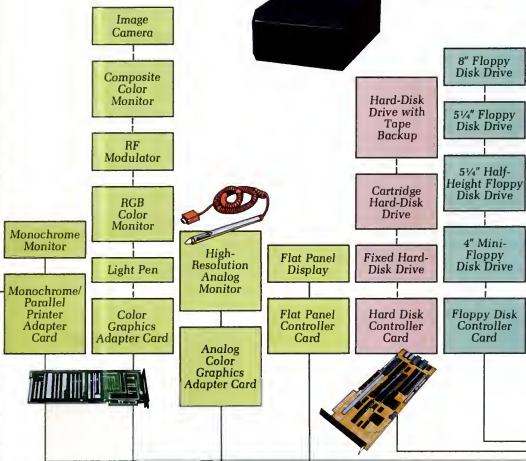 Image
Camera
Composite
Color
Monitor
RF
Modulator
RGB
Color
Monitor
Light Pen
Color
Graphics
Adapter Card
Monochrome
Monitor
Monochrome/
Parallel
Printer
Adapter
Card
High-
Resolution
Analog
Monitor
Analog
Color
Graphics
Adapter Card
Flat Panel
Display
Flat Panel
Controller
Card
Hard-Disk
Drive with
Tape
Backup
Cartridge
Hard-Disk
Drive
Fixed Hard-
Disk Drive
Hard Disk
Controller
Card
8" Floppy
Disk Drive
5¼" Floppy
Disk Drive
5¼" Half-
Height Floppy
Disk Drive
4" Mini-
Floppy
Disk Drive
Floppy Disk
Controller
Card